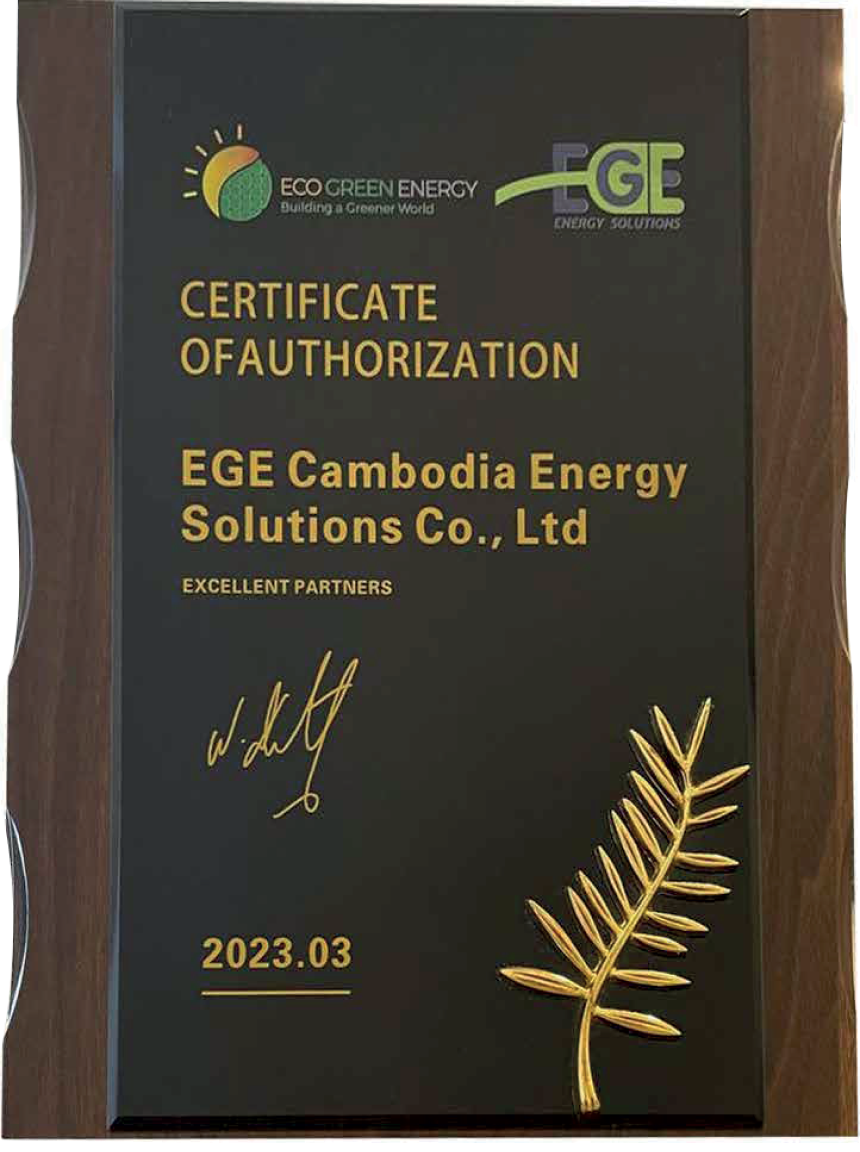 ECO GREEN ENERGY
Building a Greener World
EGE
ENERGY SOLUTIONS
CERTIFICATE
OFAUTHORIZATION
EGE Cambodia Energy
Solutions Co., Ltd
EXCELLENT PARTNERS
2023.03